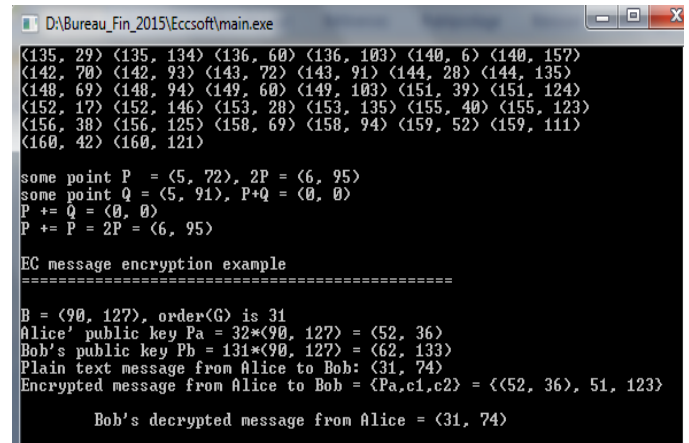 D:\Bureau_Fin_2015\Eccsoft\main.exe
(135, 29) (135, 134) (136, 60) (136, 103) (140, 6) (140, 157)
(142, 70) (142, 93) (143, 72) (143, 91) (144, 28) (144, 135)
(148, 69) (148, 94) (149, 60) (149, 103) (151, 39) (151, 124)
(152, 17) (152, 146) (153, 28) (153, 135) (155, 40) (155, 123)
(156, 38) (156, 125) (158, 69) (158, 94) (159, 52) (159, 111)
(160, 42) (160, 121)
some point P  = (5, 72), 2P = (6, 95)
some point Q = (5, 91), P+Q = (0, 0)
P += Q = (0, 0)
P += P = 2P = (6, 95)
EC message encryption example
================================================
B = (90, 127), order(G) is 31
Alice' public key Pa = 32*(90, 127) = (52, 36)
Bob's public key Pb = 131*(90, 127) = (62, 133)
Plain text message from Alice to Bob: (31, 74)
Encrypted message from Alice to Bob = {Pa,c1,c2} = {(52, 36), 51, 123}
Bob's decrypted message from Alice = (31, 74)